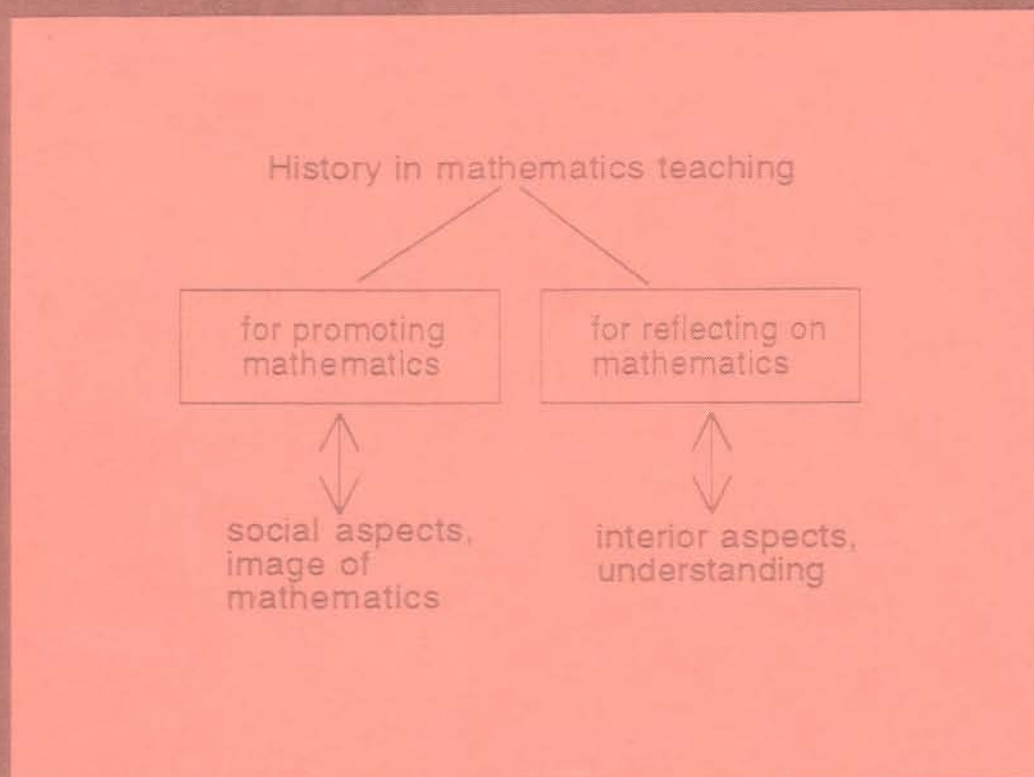 History in mathematics teaching
for promoting
mathematics
for reflecting on
mathematics
social aspects,
image of
mathematics
interior aspects,
understanding